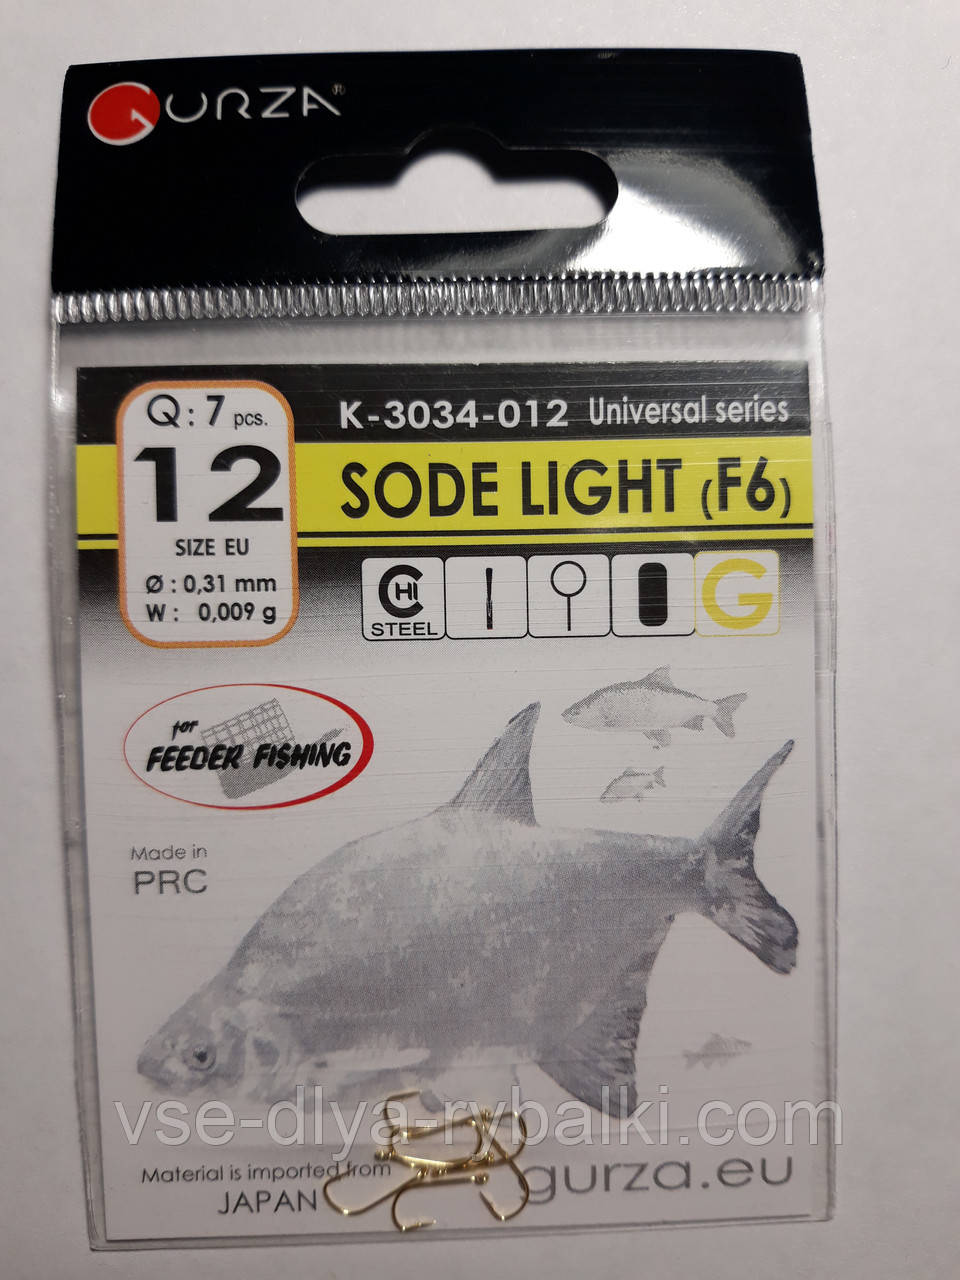 GURZA®
Q: 7 pcs.
12
SIZE EU
Ø : 0,31 mm
W : 0,009 g
K-3034-012 Universal series
SODE LIGHT (F6)
C HI
STEEL
G
for
FEEDER FISHING
Made in
PRC
vse-dlya-rybalki.com
Material is imported from
JAPAN
gurza.eu